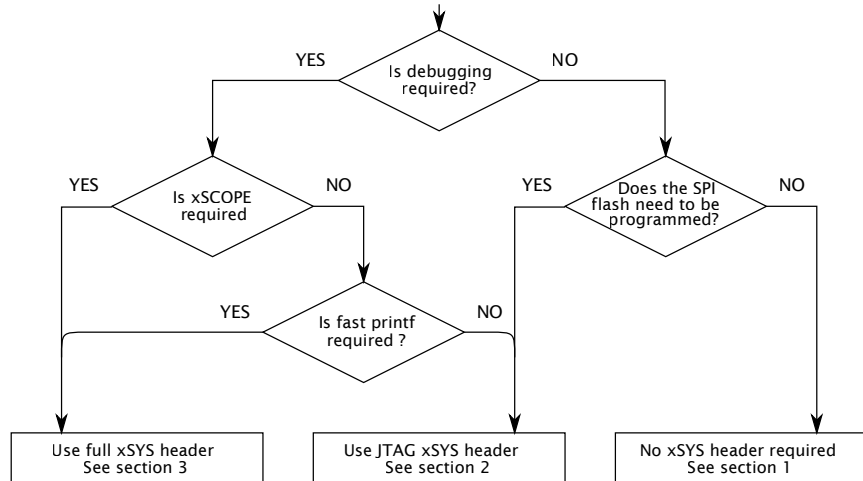 YES
Is debugging
required?
NO
YES
Is xSCOPE
required
NO
YES
Does the SPI
flash need to be
programmed?
NO
YES
Is fast printf
required ?
NO
Use full xSYS header
See section 3
Use JTAG xSYS header
See section 2
No xSYS header required
See section 1